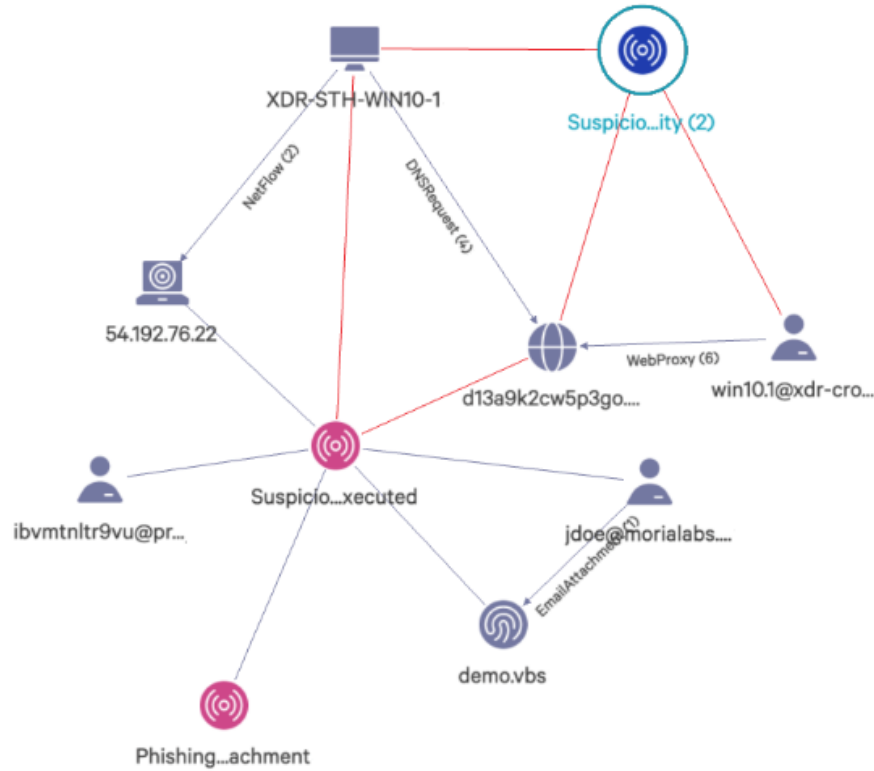 XDR-STH-WIN10-1
Suspicio...ity (2)
NetFlow (2)
DNSRequest (4)
54.192.76.22
WebProxy (6)
d13a9k2cw5p3go....
win10.1@xdr-cro...
Suspicio...xecuted
ibvmtnltr9vu@pr...
jdoe@morialabs....
EmailAttachment (1)
demo.vbs
Phishing...achment